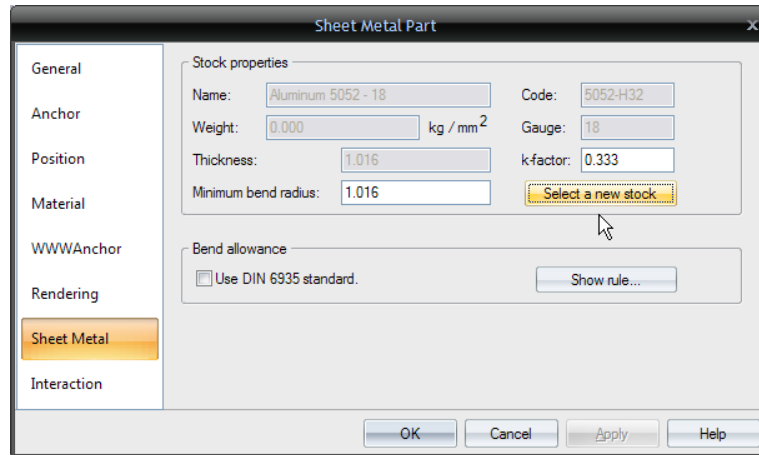 Sheet Metal Part
x
General
Anchor
Position
Material
WWWAnchor
Rendering
Sheet Metal
Interaction
Stock properties
Name: Aluminum 5052 - 18 Code: 5052-H32
Weight: 0.000 kg / mm2 Gauge: 18
Thickness: 1.016 k-factor: 0.333
Minimum bend radius: 1.016 Select a new stock
Bend allowance
Use DIN 6935 standard. Show rule...
OK Cancel Apply Help